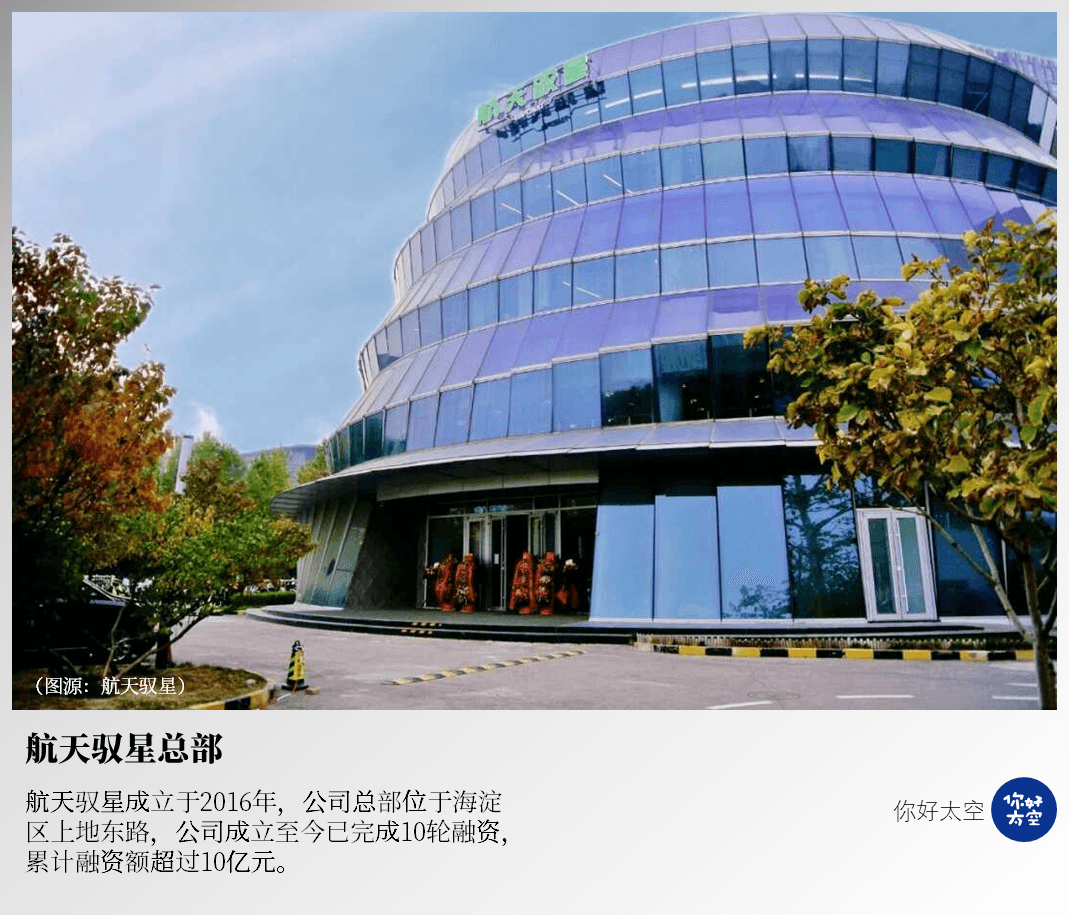 航天驭星
（图源：航天驭星）
航天驭星总部
航天驭星成立于2016年，公司总部位于海淀
区上地东路，公司成立至今已完成10轮融资，
累计融资额超过10亿元。
你好太空
你好
太空